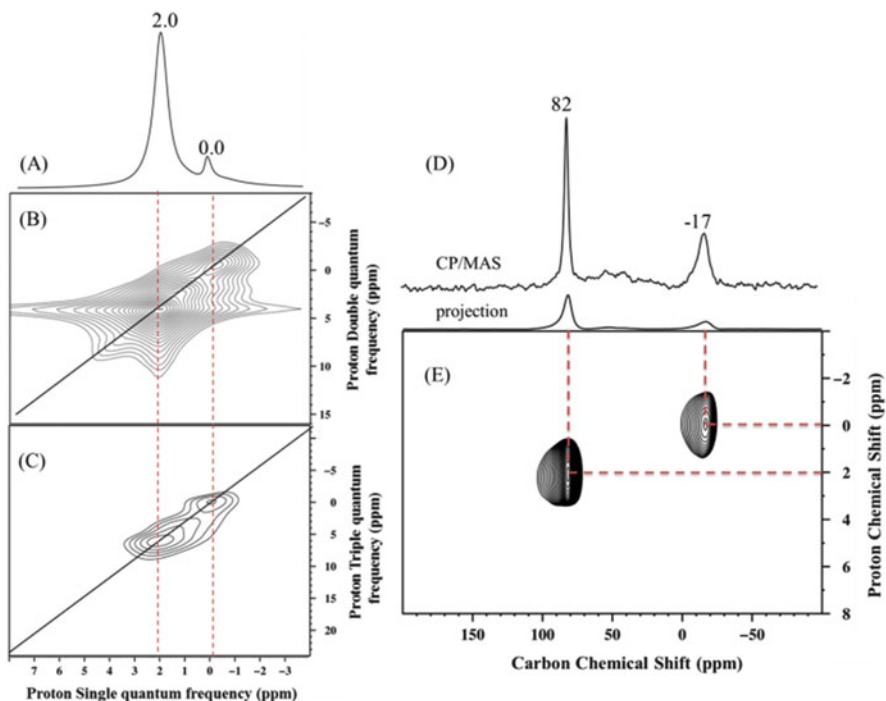 2.0
0.0
(A)
(B)
-5
0
5
10
15
Proton Double quantum
frequency (ppm)
(C)
-5
0
5
10
15
20
Proton Triple quantum
frequency (ppm)
7 6 5 4 3 2 1 0 -1 -2 -3
Proton Single quantum frequency (ppm)
82
(D)
-17
CP/MAS
projection
(E)
-2
0
2
4
6
8
Proton Chemical Shift (ppm)
150 100 50 0 -50
Carbon Chemical Shift (ppm)